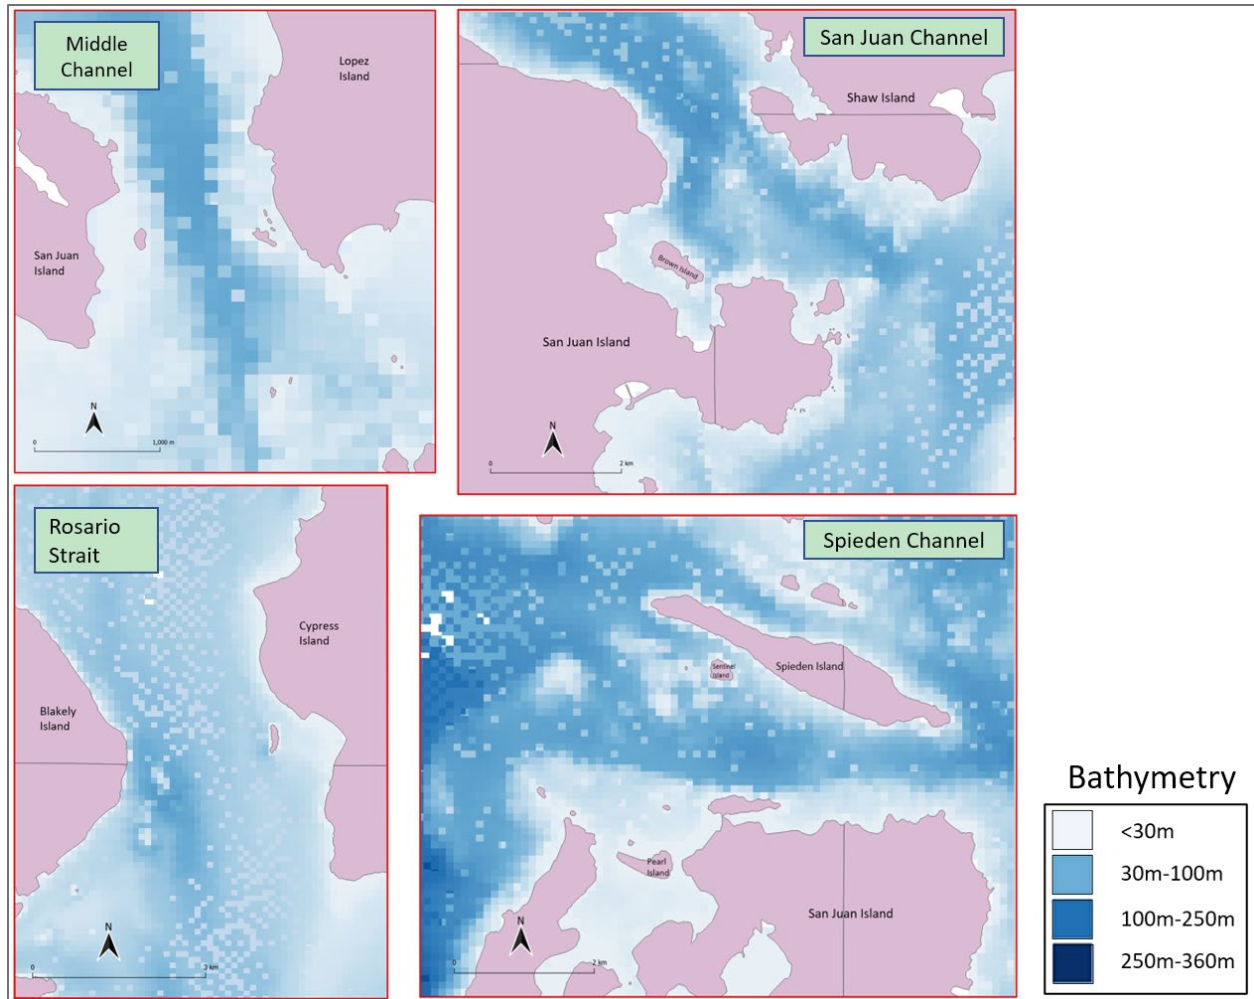 Middle
Channel
Lopez
Island
San Juan
Island
N
0 1,000 m
San Juan Channel
Shaw Island
Brown Island
San Juan Island
N
0 2 km
Rosario
Strait
Cypress
Island
Blakely
Island
N
0
Spieden Channel
Sentinel
Island
Spieden Island
Pearl
Island
San Juan Island
N
0 2 km
Bathymetry
<30m
30m-100m
100m-250m
250m-360m